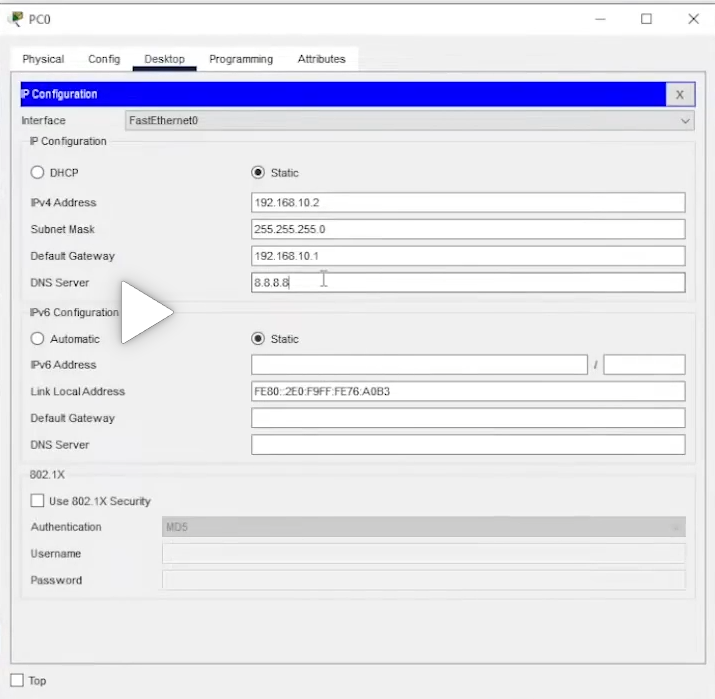 PC0
Physical Config Desktop Programming Attributes
IP Configuration X
Interface FastEthernet0
IP Configuration
DHCP Static
IPv4 Address 192.168.10.2
Subnet Mask 255.255.255.0
Default Gateway 192.168.10.1
DNS Server 8.8.8.8
IPv6 Configuration
Automatic Static
IPv6 Address /
Link Local Address FE80::2E0:F9FF:FE76:A0B3
Default Gateway
DNS Server
802.1X
Use 802.1X Security
Authentication MD5
Username
Password
Top